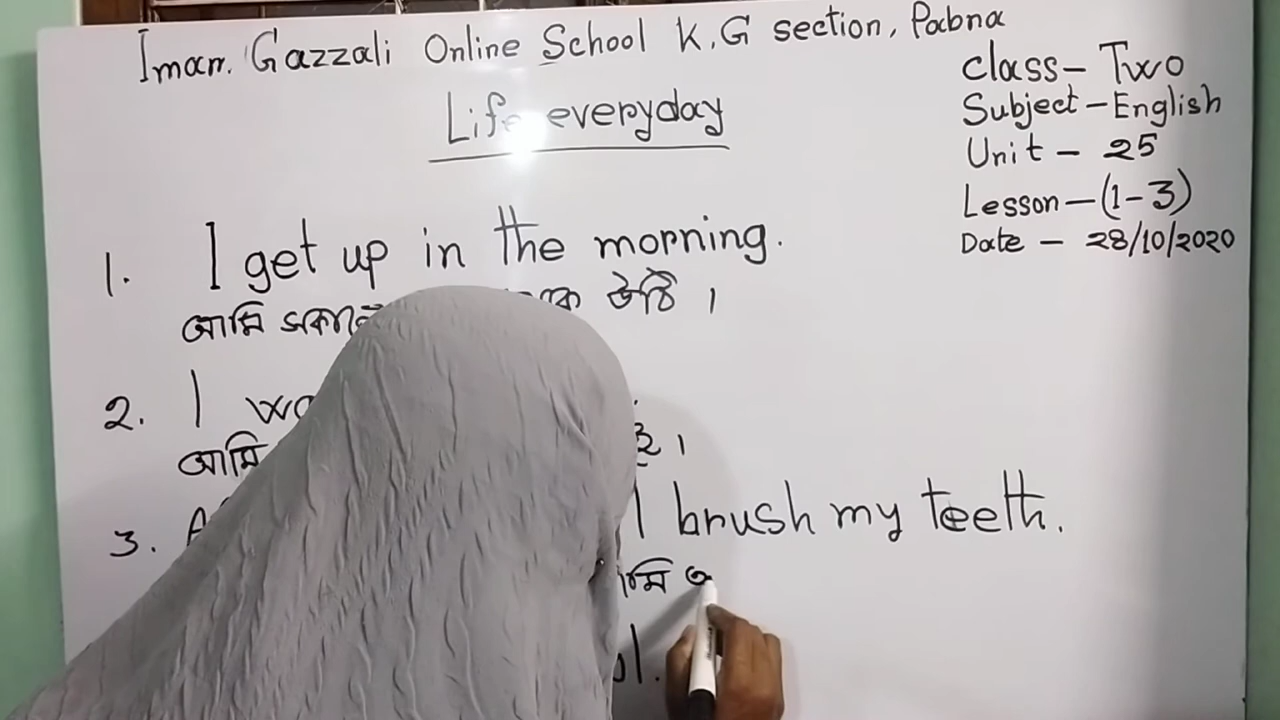 Imam Gazzali Online School K.G section, Pabna
Life everyday
Class- Two
Subject - English
Unit - 25
Lesson - (1-3)
Date - 28/10/2020
1. I get up in the morning.
আমি সকালে উঠি ।
2. I
আমি ।
3. I brush my teeth.